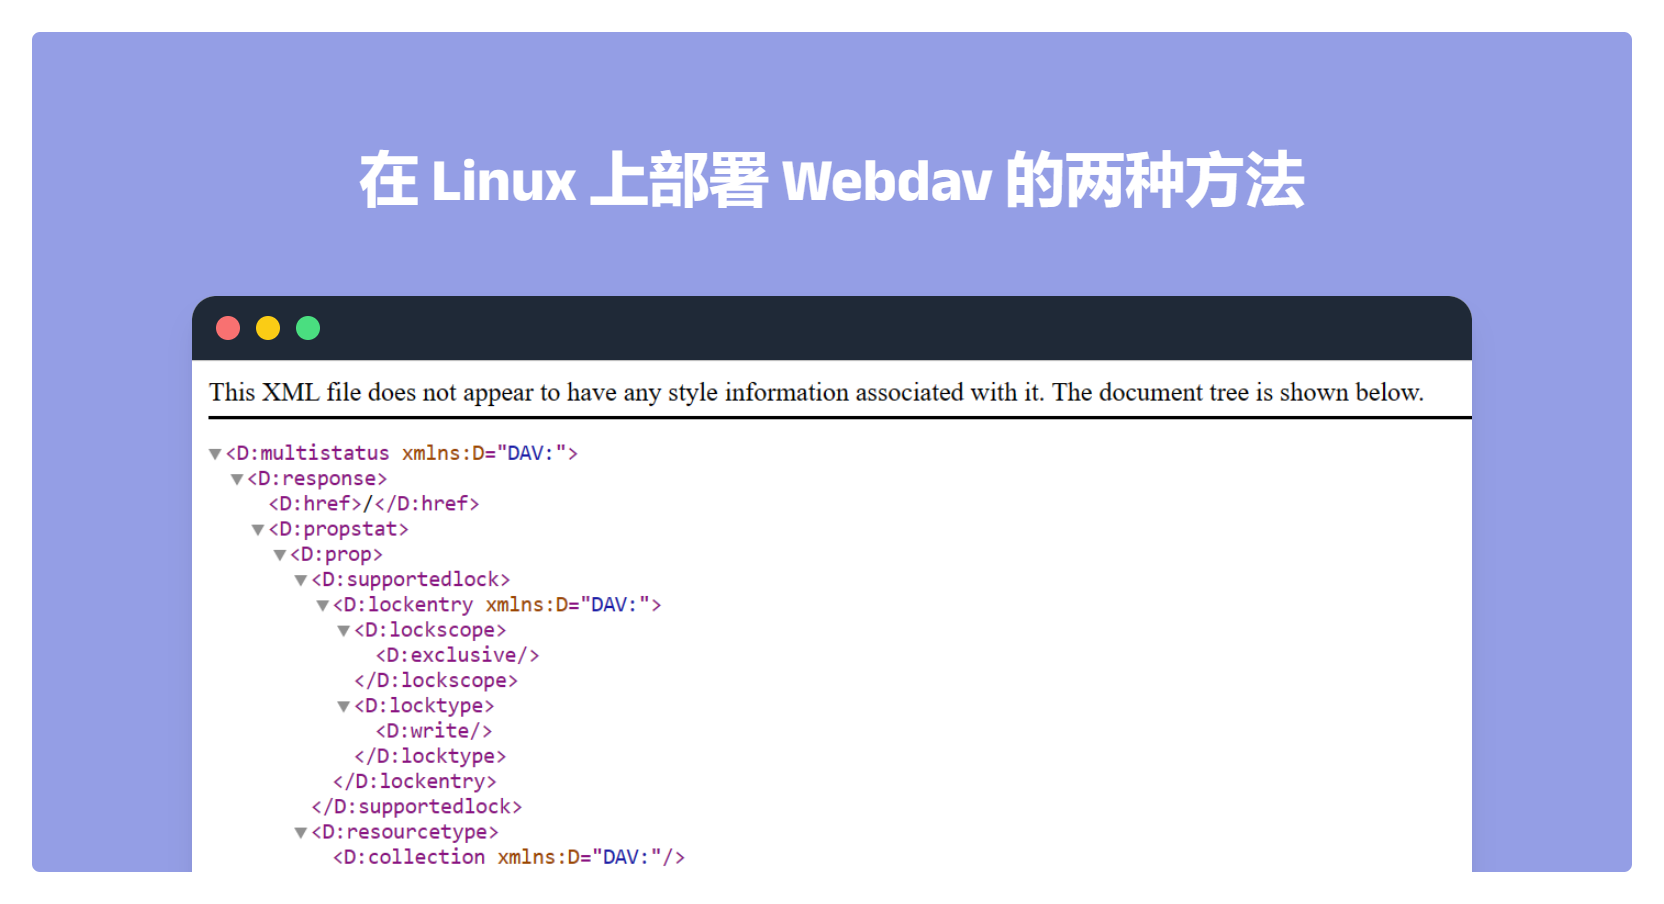 在 Linux 上部署 Webdav 的两种方法
This XML file does not appear to have any style information associated with it. The document tree is shown below.
▼<D:multistatus xmlns:D="DAV:">
▼<D:response>
<D:href>/</D:href>
▼<D:propstat>
▼<D:prop>
▼<D:supportedlock>
▼<D:lockentry xmlns:D="DAV:">
▼<D:lockscope>
<D:exclusive/>
</D:lockscope>
▼<D:locktype>
<D:write/>
</D:locktype>
</D:lockentry>
</D:supportedlock>
▼<D:resourcetype>
<D:collection xmlns:D="DAV:"/>